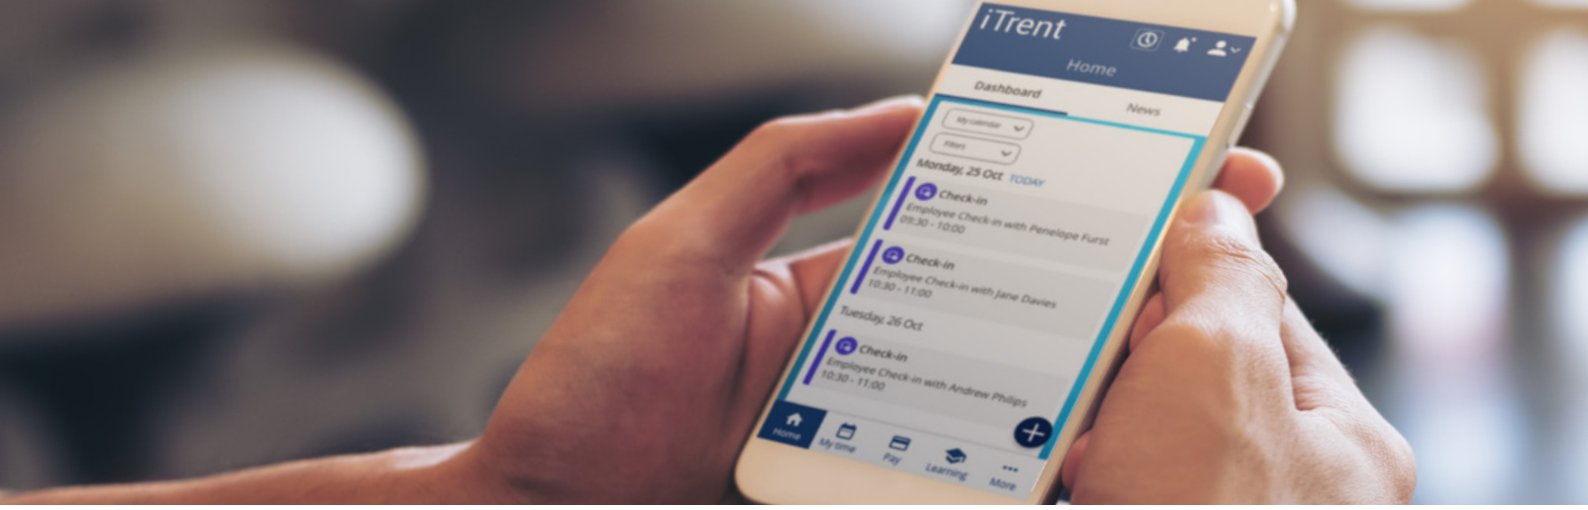 iTrent
Home
Dashboard
News
My calendar
Filters
Monday, 25 Oct TODAY
Check-in
Employee Check-in with Penelope Furst
09:30 - 10:00
Check-in
Employee Check-in with Jane Davies
10:30 - 11:00
Tuesday, 26 Oct
Check-in
Employee Check-in with Andrew Philips
10:30 - 11:00
Home
My time
Pay
Learning
More